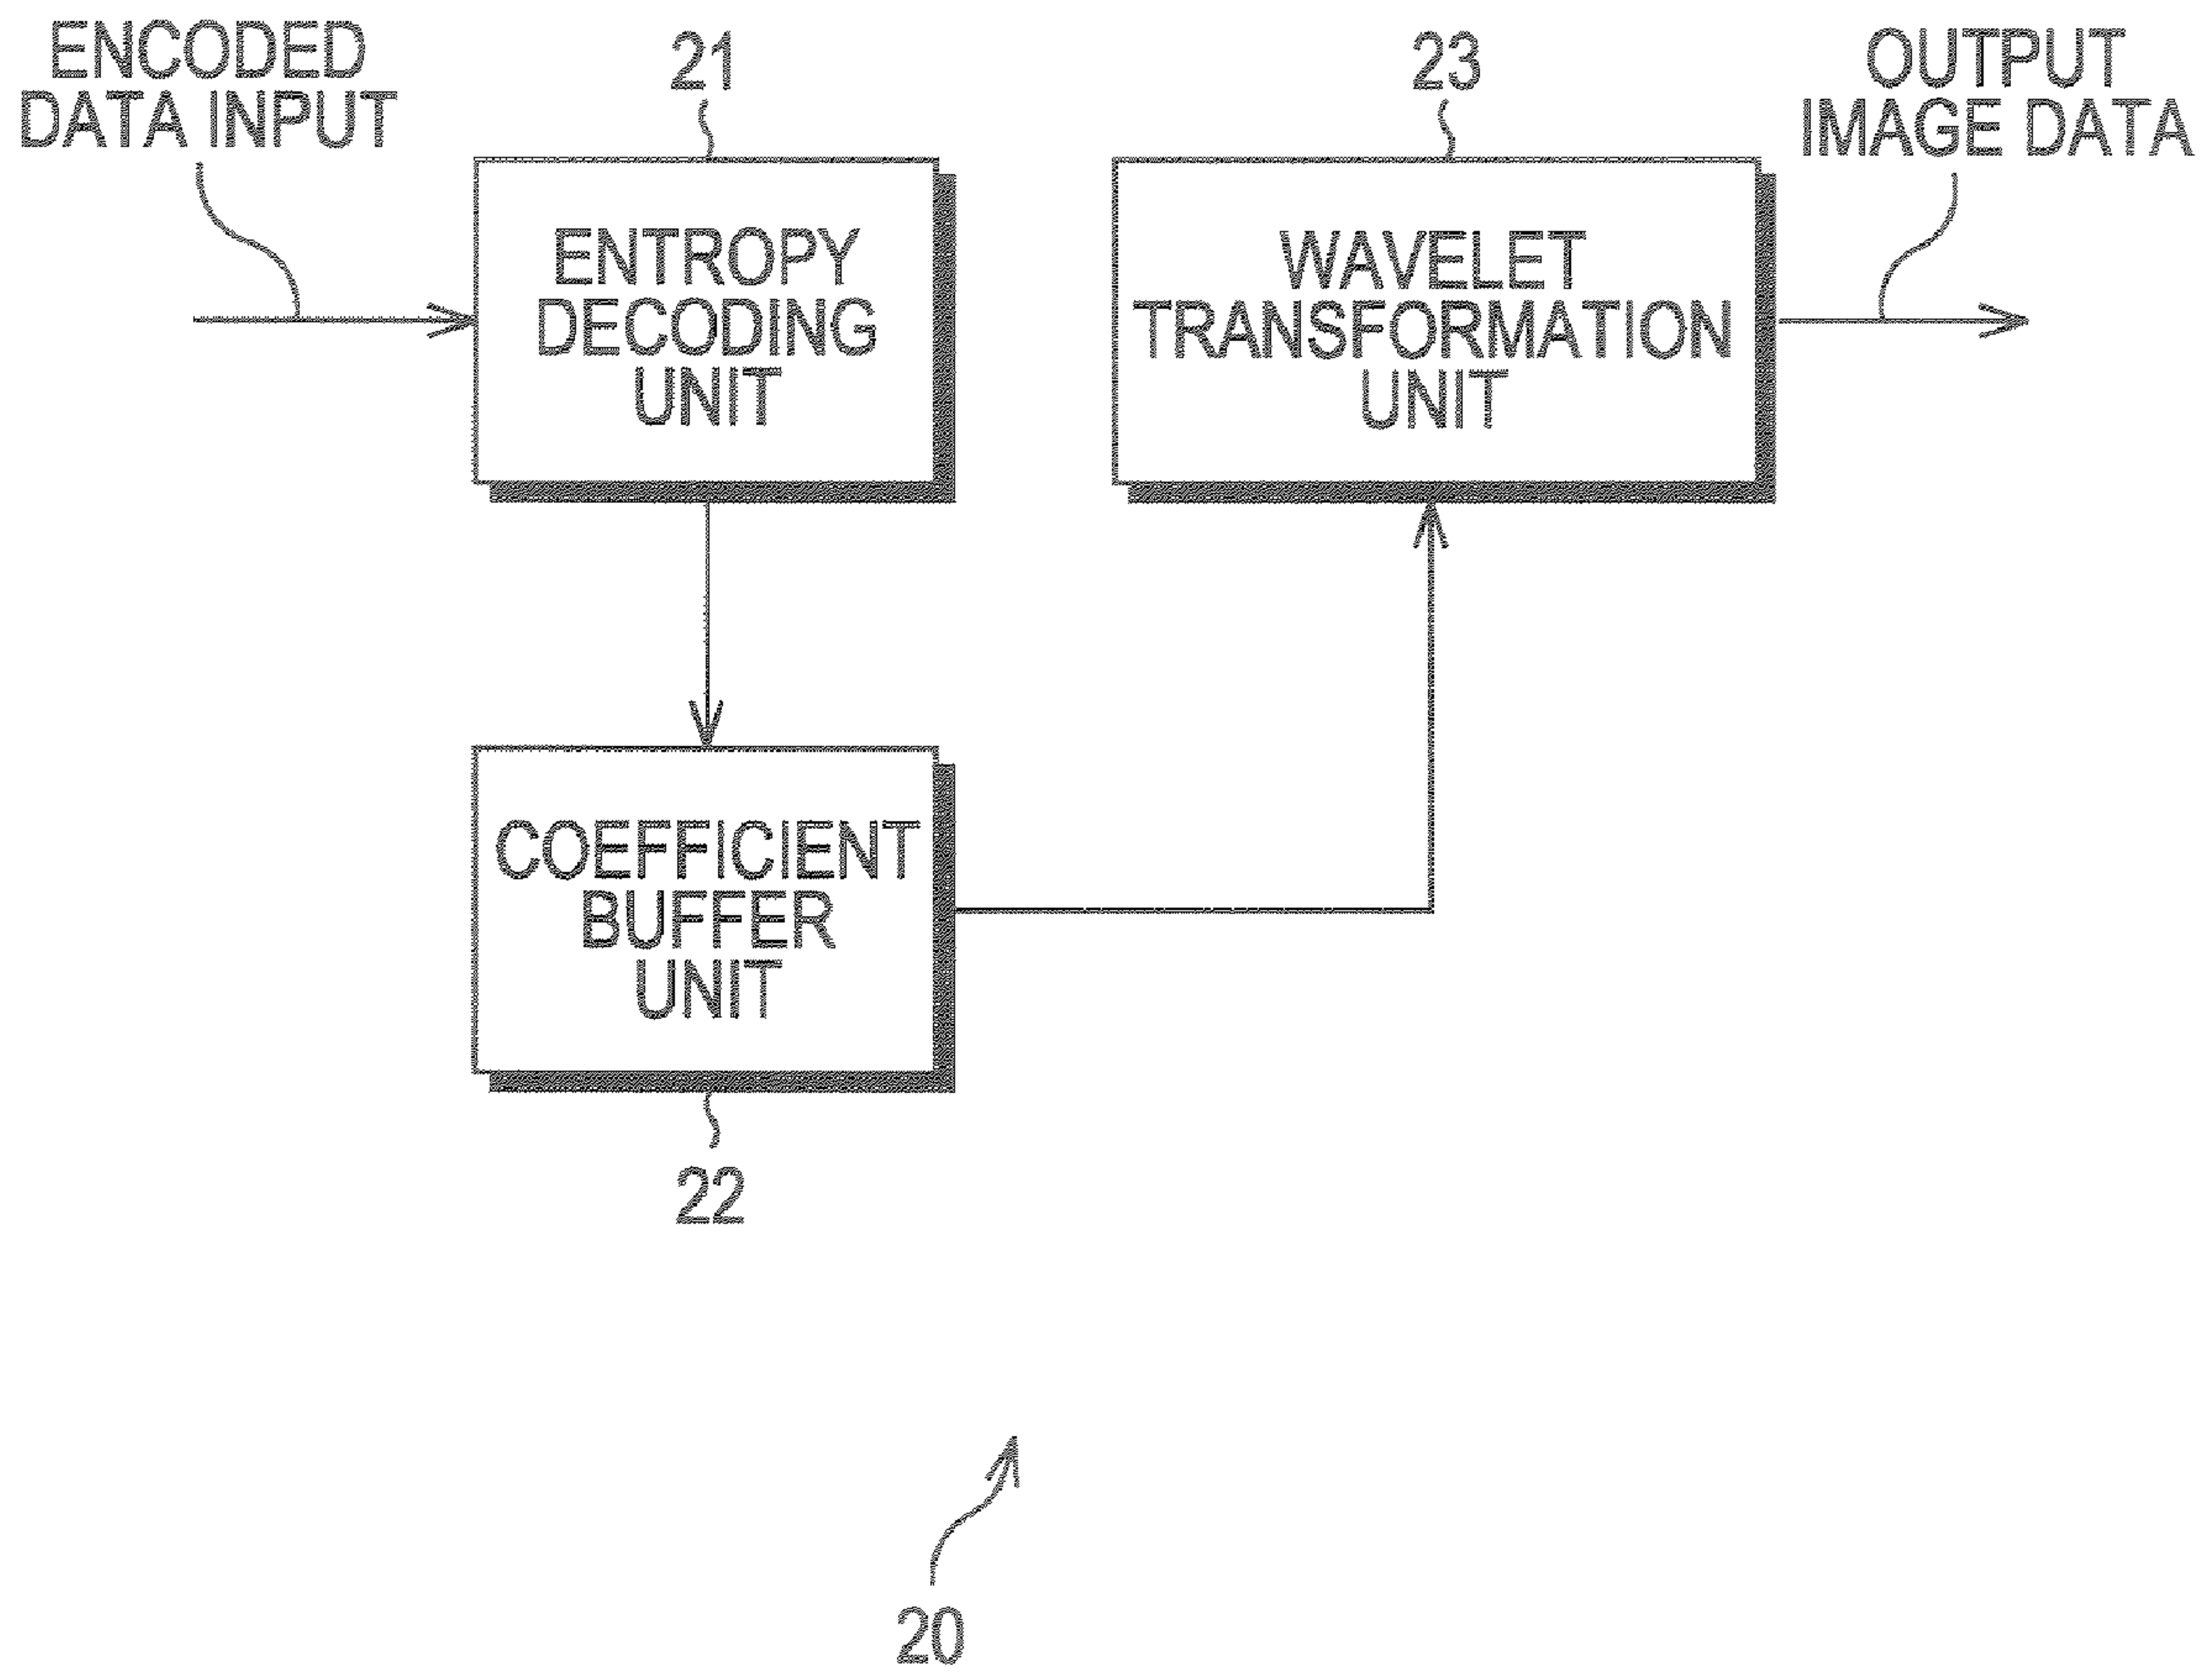 ENCODED
DATA INPUT
21
23
OUTPUT
IMAGE DATA
ENTROPY
DECODING
UNIT
WAVELET
TRANSFORMATION
UNIT
COEFFICIENT
BUFFER
UNIT
22
20